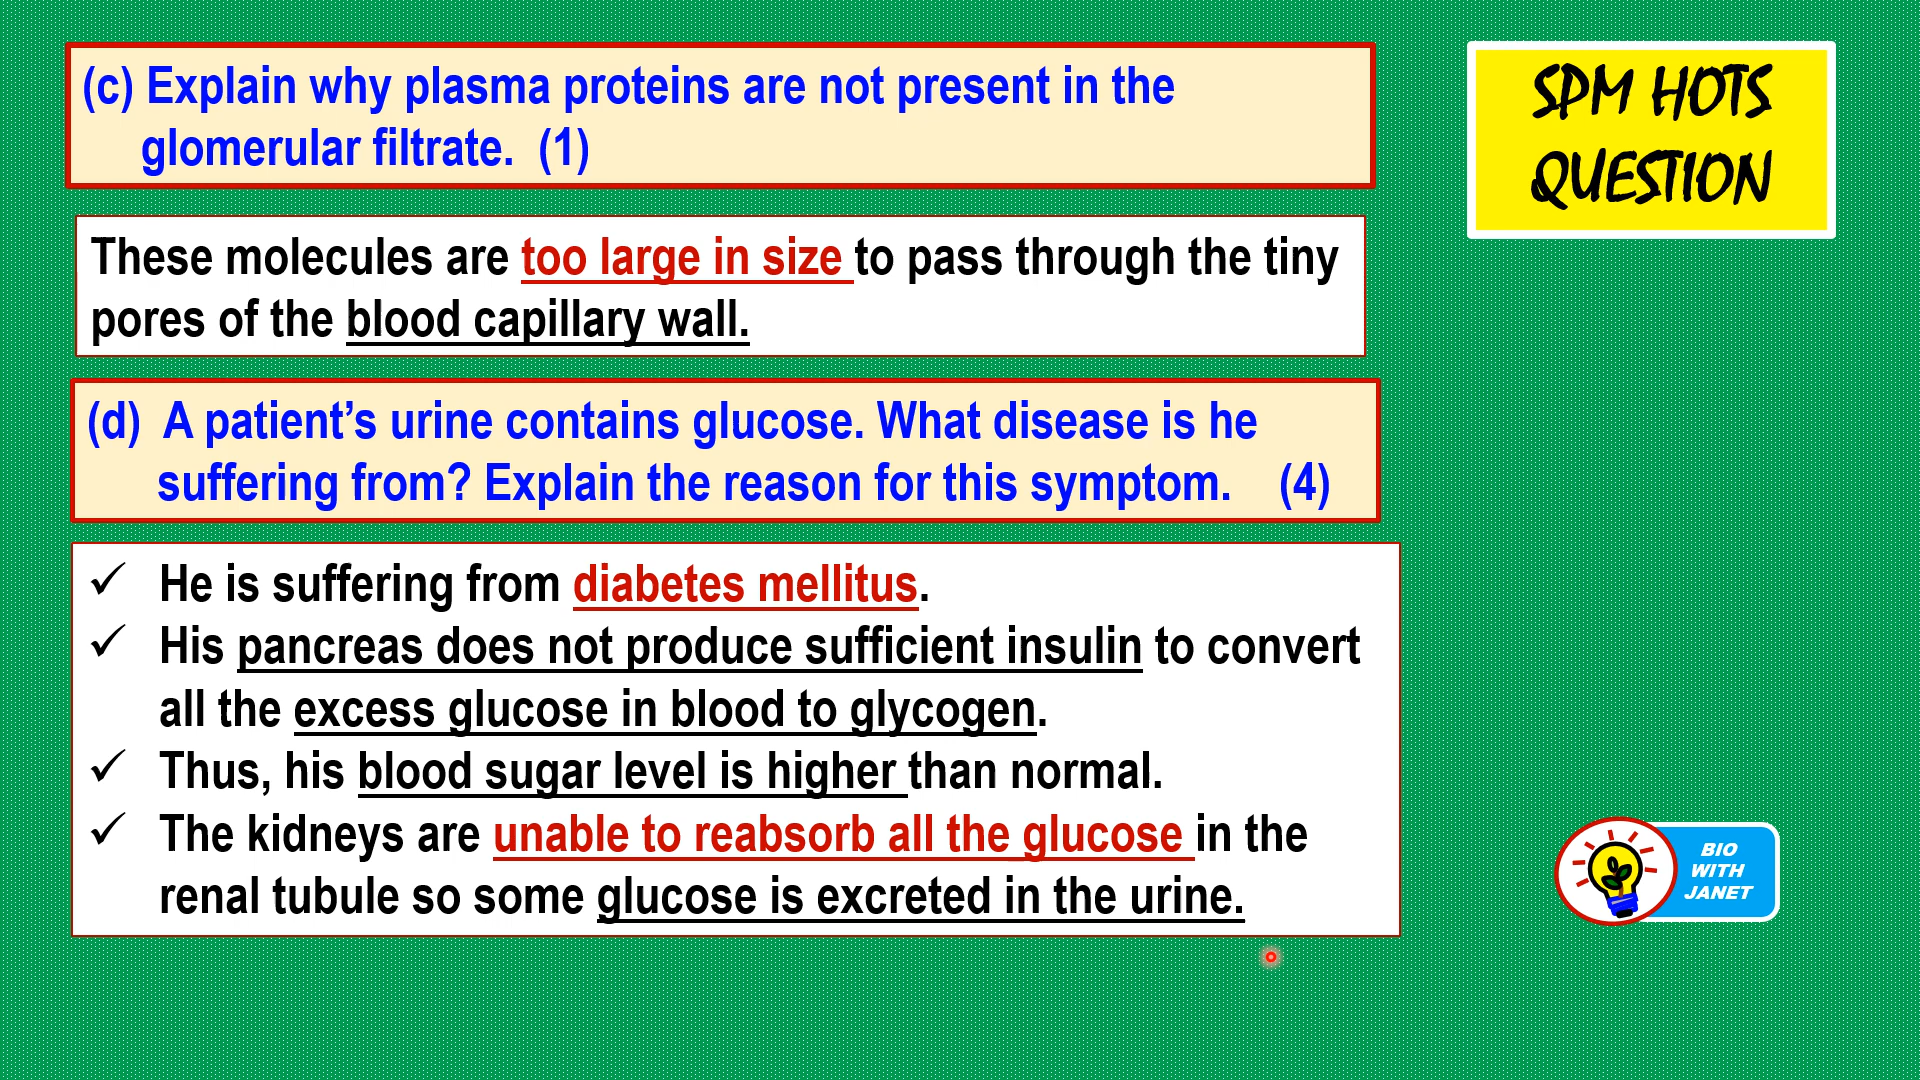 (c) Explain why plasma proteins are not present in the
glomerular filtrate. (1)
SPM HOTS
QUESTION
These molecules are too large in size to pass through the tiny
pores of the blood capillary wall.
(d) A patient’s urine contains glucose. What disease is he
suffering from? Explain the reason for this symptom. (4)
✓ He is suffering from diabetes mellitus.
✓ His pancreas does not produce sufficient insulin to convert
all the excess glucose in blood to glycogen.
✓ Thus, his blood sugar level is higher than normal.
✓ The kidneys are unable to reabsorb all the glucose in the
renal tubule so some glucose is excreted in the urine.
BIO
WITH
JANET